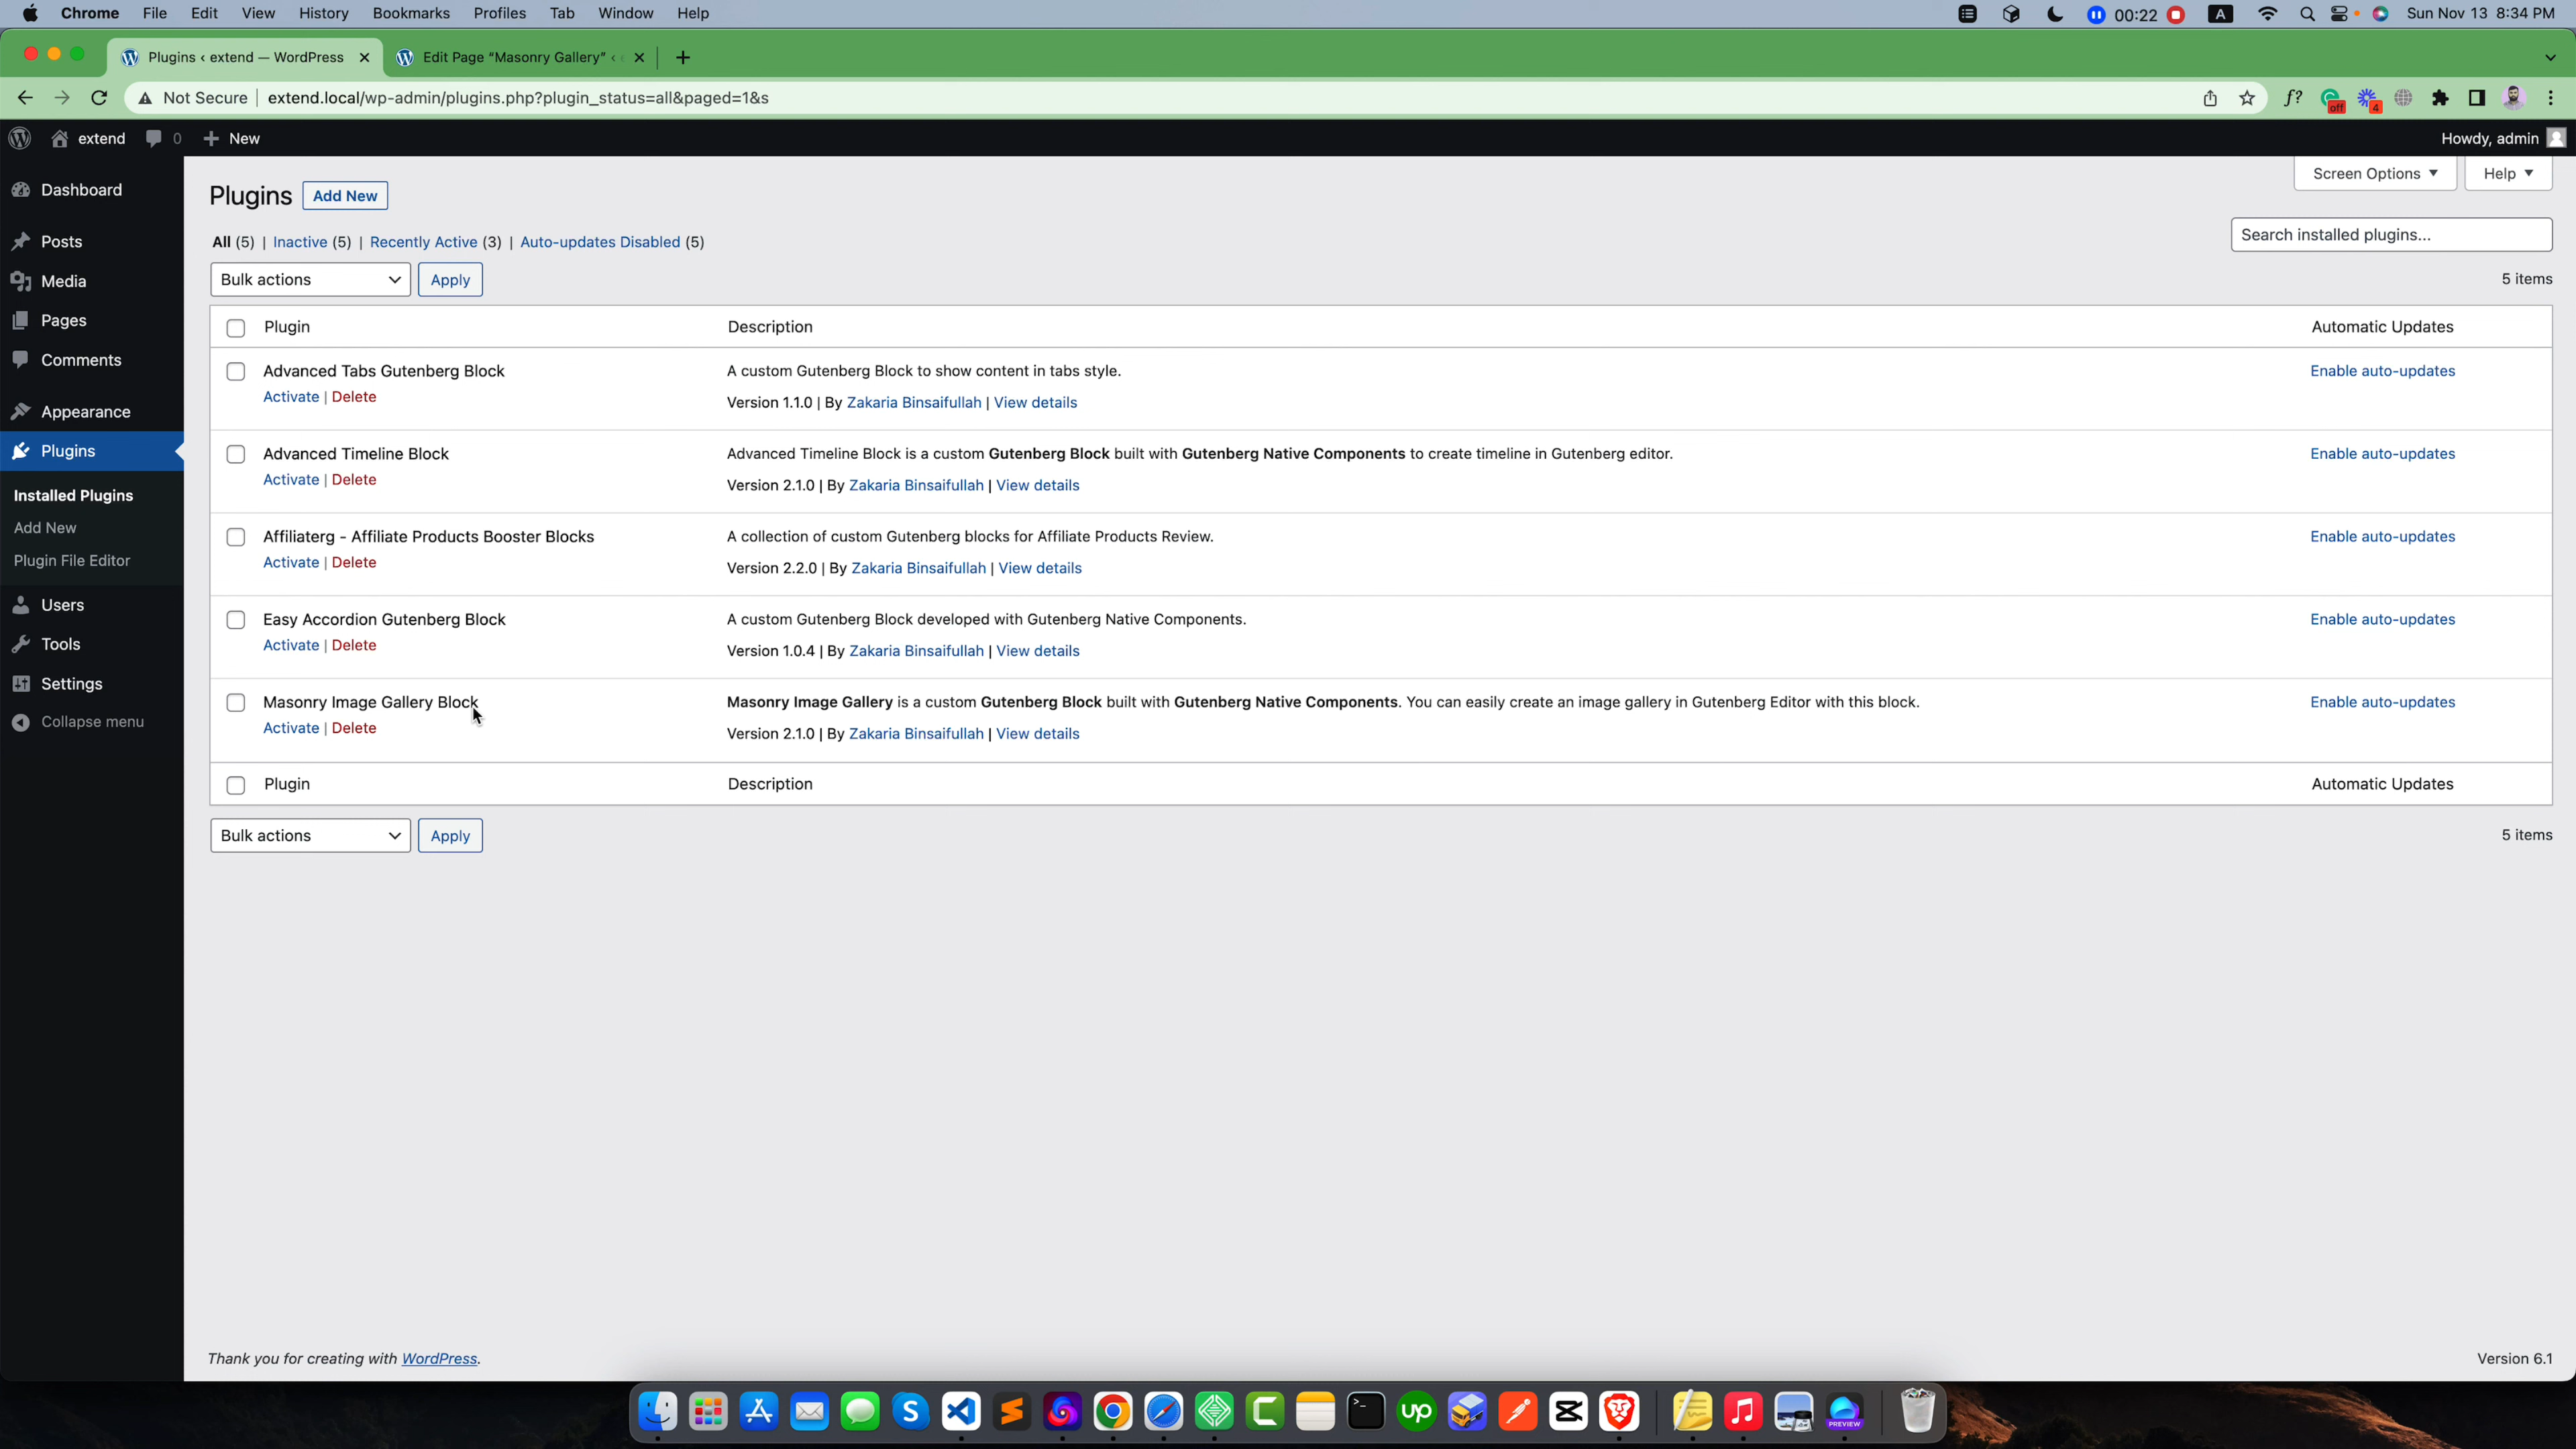 Chrome File Edit View History Bookmarks Profiles Tab Window Help 00:22 A Sun Nov 13 8:34 PM
Plugins ‹ extend — WordPress Edit Page “Masonry Gallery” ‹
Not Secure extend.local/wp-admin/plugins.php?plugin_status=all&paged=1&s f? off 4
extend 0 New Howdy, admin
Screen Options Help
Dashboard
Posts
Media
Pages
Comments
Appearance
Plugins
Installed Plugins
Add New
Plugin File Editor
Users
Tools
Settings
Collapse menu
Plugins Add New
All (5) | Inactive (5) | Recently Active (3) | Auto-updates Disabled (5)
Search installed plugins...
Bulk actions Apply 5 items
Plugin Description Automatic Updates
Advanced Tabs Gutenberg Block A custom Gutenberg Block to show content in tabs style. Enable auto-updates
Activate | Delete Version 1.1.0 | By Zakaria Binsaifullah | View details
Advanced Timeline Block Advanced Timeline Block is a custom Gutenberg Block built with Gutenberg Native Components to create timeline in Gutenberg editor. Enable auto-updates
Activate | Delete Version 2.1.0 | By Zakaria Binsaifullah | View details
Affiliaterg - Affiliate Products Booster Blocks A collection of custom Gutenberg blocks for Affiliate Products Review. Enable auto-updates
Activate | Delete Version 2.2.0 | By Zakaria Binsaifullah | View details
Easy Accordion Gutenberg Block A custom Gutenberg Block developed with Gutenberg Native Components. Enable auto-updates
Activate | Delete Version 1.0.4 | By Zakaria Binsaifullah | View details
Masonry Image Gallery Block Masonry Image Gallery is a custom Gutenberg Block built with Gutenberg Native Components. You can easily create an image gallery in Gutenberg Editor with this block. Enable auto-updates
Activate | Delete Version 2.1.0 | By Zakaria Binsaifullah | View details
Plugin Description Automatic Updates
Bulk actions Apply 5 items
Thank you for creating with WordPress. Version 6.1
S up PREVIEW